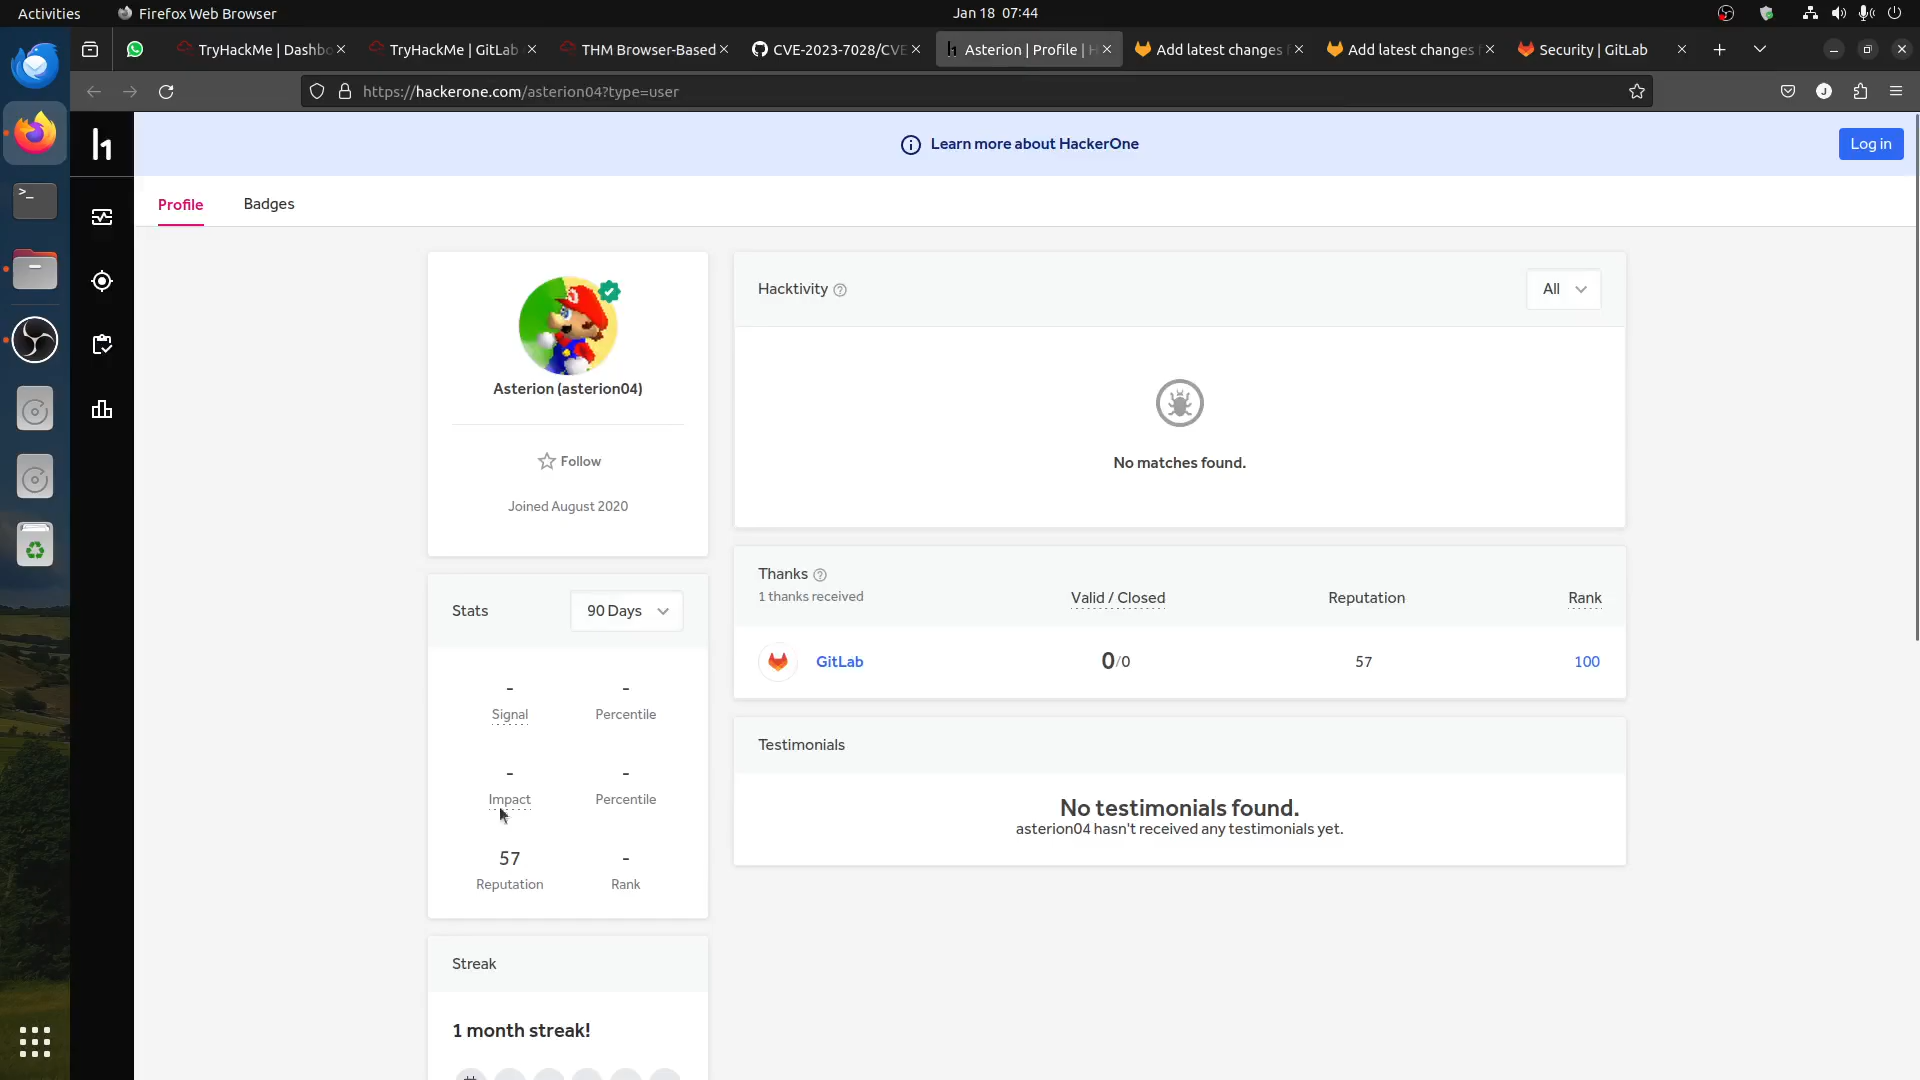 Activities
Firefox Web Browser
Jan 18 07:44
TryHackMe | Dashbo
TryHackMe | GitLab
THM Browser-Based
CVE-2023-7028/CVE
Asterion | Profile | H
Add latest changes f
Add latest changes f
Security | GitLab
https://hackerone.com/asterion04?type=user
J
h1
Learn more about HackerOne
Log in
Profile
Badges
Asterion (asterion04)
Follow
Joined August 2020
Hacktivity
All
No matches found.
Stats
90 Days
- -
Signal Percentile
- -
Impact Percentile
57 -
Reputation Rank
Thanks
1 thanks received
Valid / Closed Reputation Rank
GitLab 0/0 57 100
Testimonials
No testimonials found.
asterion04 hasn't received any testimonials yet.
Streak
1 month streak!